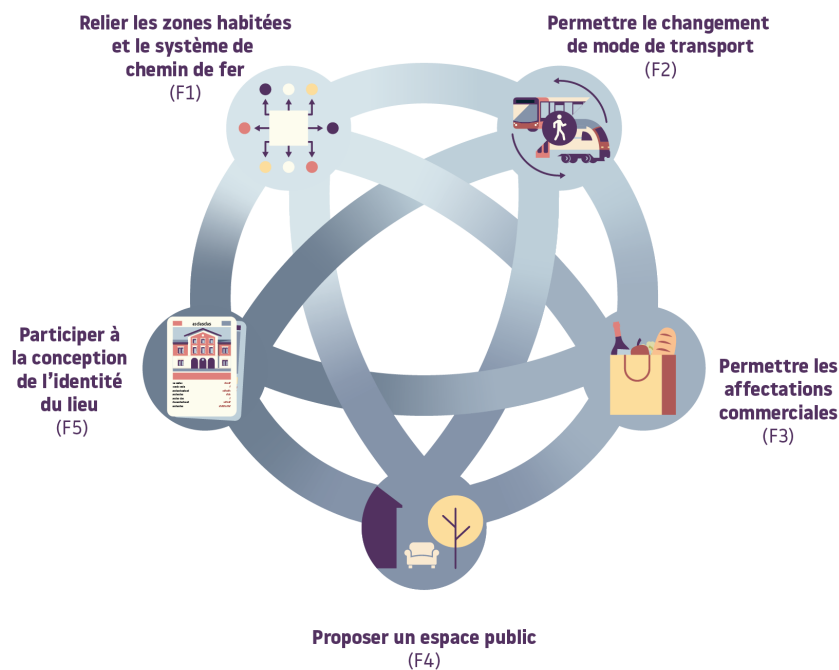 Relier les zones habitées
et le système de
chemin de fer
(F1)
Permettre le changement
de mode de transport
(F2)
Participer à
la conception
de l'identité
du lieu
(F5)
Permettre les
affectations
commerciales
(F3)
Proposer un espace public
(F4)